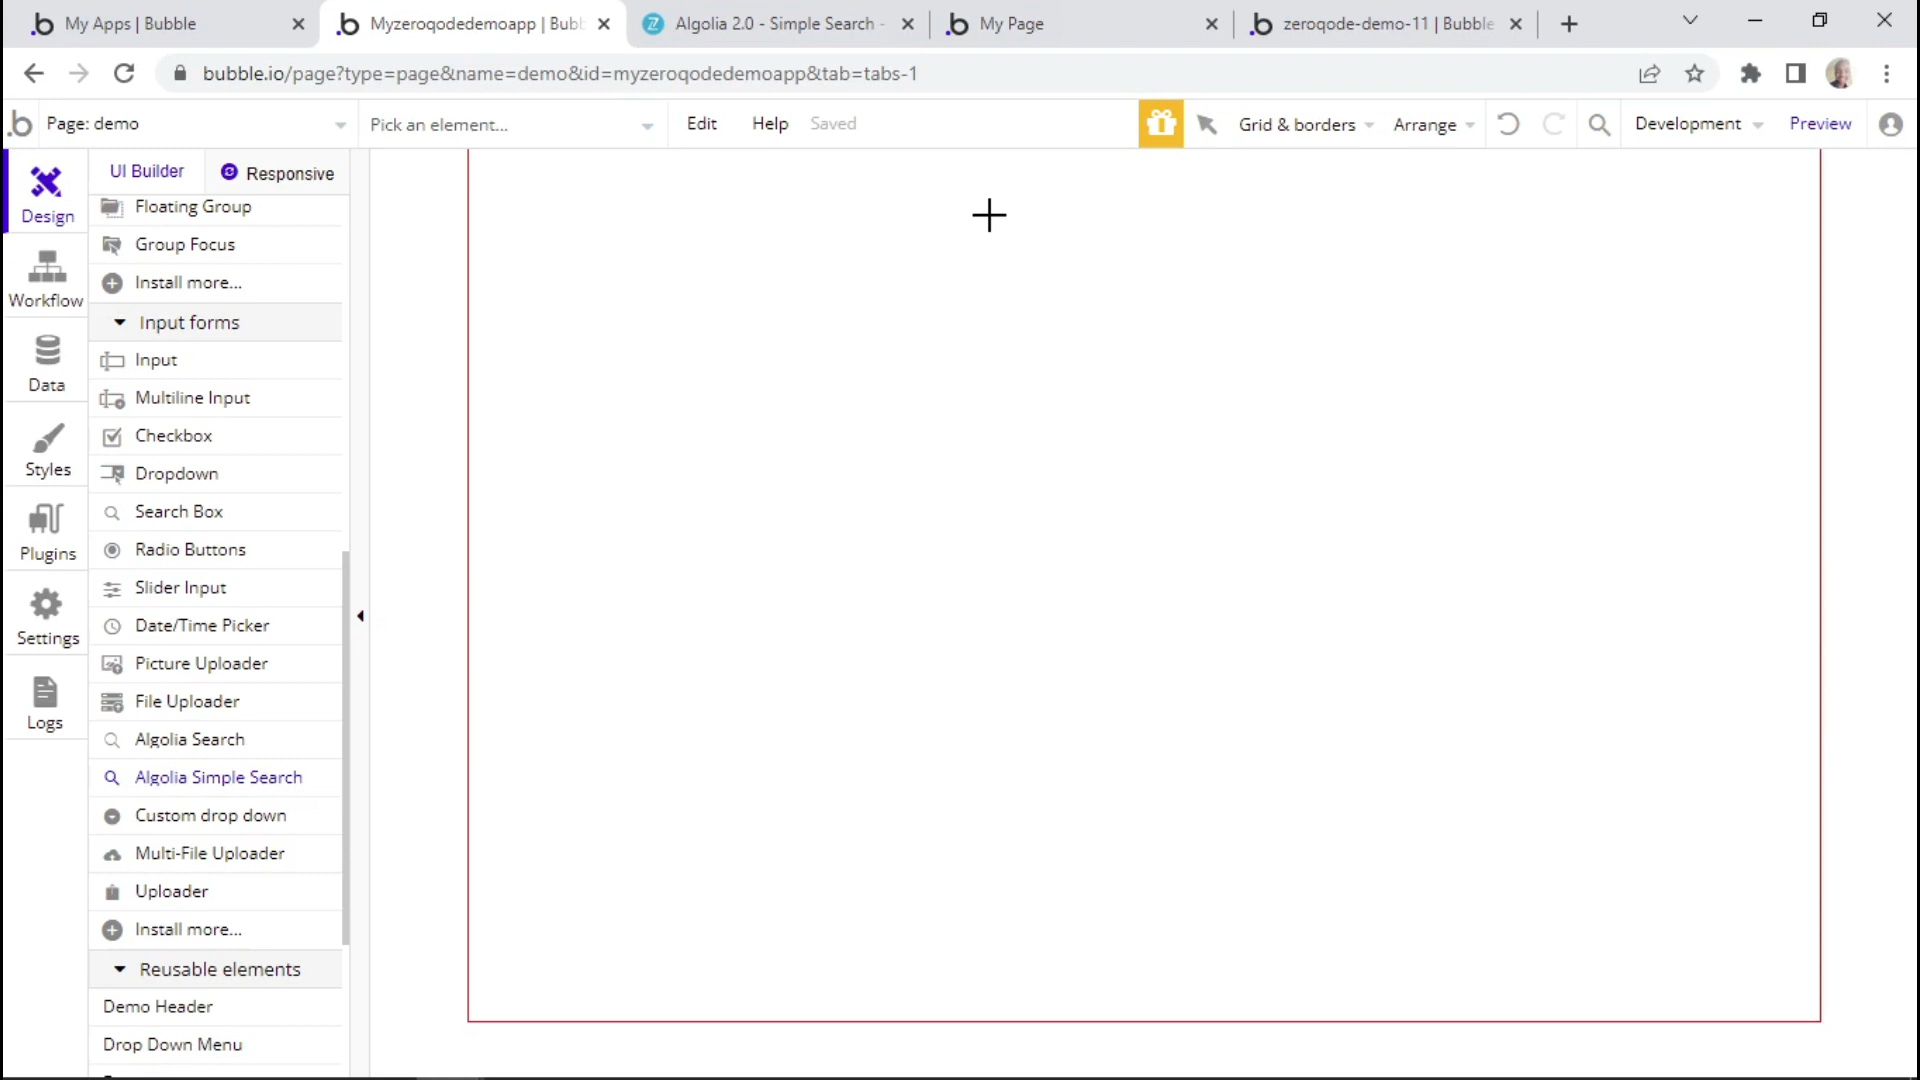 My Apps | Bubble
Myzeroqodedemoapp | Bubb
Algolia 2.0 - Simple Search -
My Page
zeroqode-demo-11 | Bubble
bubble.io/page?type=page&name=demo&id=myzeroqodedemoapp&tab=tabs-1
Page: demo
Pick an element...
Edit
Help
Saved
Grid & borders
Arrange
Development
Preview
Design
Workflow
Data
Styles
Plugins
Settings
Logs
UI Builder
Responsive
Floating Group
Group Focus
Install more...
Input forms
Input
Multiline Input
Checkbox
Dropdown
Search Box
Radio Buttons
Slider Input
Date/Time Picker
Picture Uploader
File Uploader
Algolia Search
Algolia Simple Search
Custom drop down
Multi-File Uploader
Uploader
Install more...
Reusable elements
Demo Header
Drop Down Menu